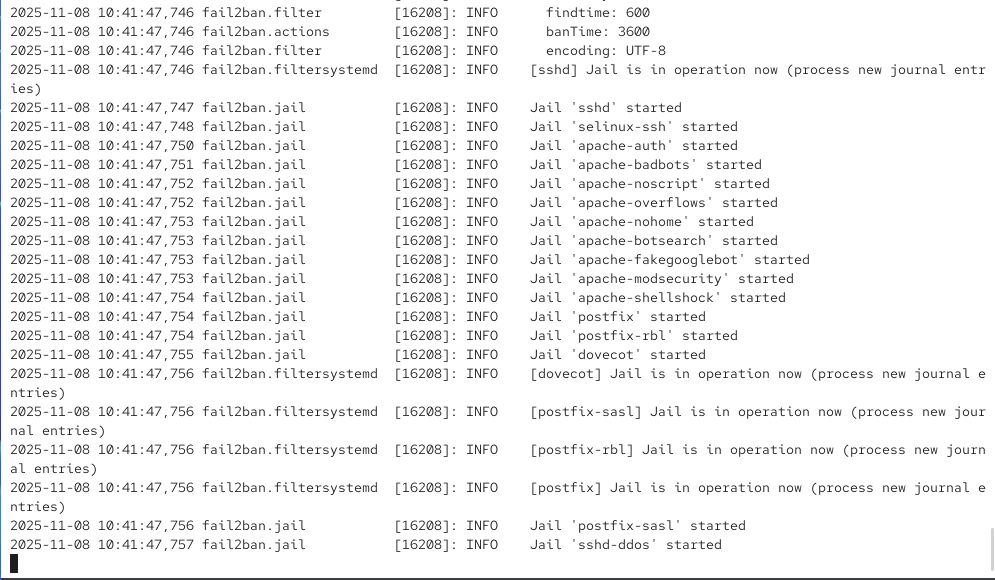 2025-11-08 10:41:47,746 fail2ban.filter         [16208]: INFO      findtime: 600
2025-11-08 10:41:47,746 fail2ban.actions        [16208]: INFO      banTime: 3600
2025-11-08 10:41:47,746 fail2ban.filter         [16208]: INFO      encoding: UTF-8
2025-11-08 10:41:47,746 fail2ban.filtersystemd  [16208]: INFO    [sshd] Jail is in operation now (process new journal entr
ies)
2025-11-08 10:41:47,747 fail2ban.jail           [16208]: INFO    Jail 'sshd' started
2025-11-08 10:41:47,748 fail2ban.jail           [16208]: INFO    Jail 'selinux-ssh' started
2025-11-08 10:41:47,750 fail2ban.jail           [16208]: INFO    Jail 'apache-auth' started
2025-11-08 10:41:47,751 fail2ban.jail           [16208]: INFO    Jail 'apache-badbots' started
2025-11-08 10:41:47,752 fail2ban.jail           [16208]: INFO    Jail 'apache-noscript' started
2025-11-08 10:41:47,752 fail2ban.jail           [16208]: INFO    Jail 'apache-overflows' started
2025-11-08 10:41:47,753 fail2ban.jail           [16208]: INFO    Jail 'apache-nohome' started
2025-11-08 10:41:47,753 fail2ban.jail           [16208]: INFO    Jail 'apache-botsearch' started
2025-11-08 10:41:47,753 fail2ban.jail           [16208]: INFO    Jail 'apache-fakegooglebot' started
2025-11-08 10:41:47,753 fail2ban.jail           [16208]: INFO    Jail 'apache-modsecurity' started
2025-11-08 10:41:47,754 fail2ban.jail           [16208]: INFO    Jail 'apache-shellshock' started
2025-11-08 10:41:47,754 fail2ban.jail           [16208]: INFO    Jail 'postfix' started
2025-11-08 10:41:47,754 fail2ban.jail           [16208]: INFO    Jail 'postfix-rbl' started
2025-11-08 10:41:47,755 fail2ban.jail           [16208]: INFO    Jail 'dovecot' started
2025-11-08 10:41:47,756 fail2ban.filtersystemd  [16208]: INFO    [dovecot] Jail is in operation now (process new journal e
ntries)
2025-11-08 10:41:47,756 fail2ban.filtersystemd  [16208]: INFO    [postfix-sasl] Jail is in operation now (process new jour
nal entries)
2025-11-08 10:41:47,756 fail2ban.filtersystemd  [16208]: INFO    [postfix-rbl] Jail is in operation now (process new journ
al entries)
2025-11-08 10:41:47,756 fail2ban.filtersystemd  [16208]: INFO    [postfix] Jail is in operation now (process new journal e
ntries)
2025-11-08 10:41:47,756 fail2ban.jail           [16208]: INFO    Jail 'postfix-sasl' started
2025-11-08 10:41:47,757 fail2ban.jail           [16208]: INFO    Jail 'sshd-ddos' started